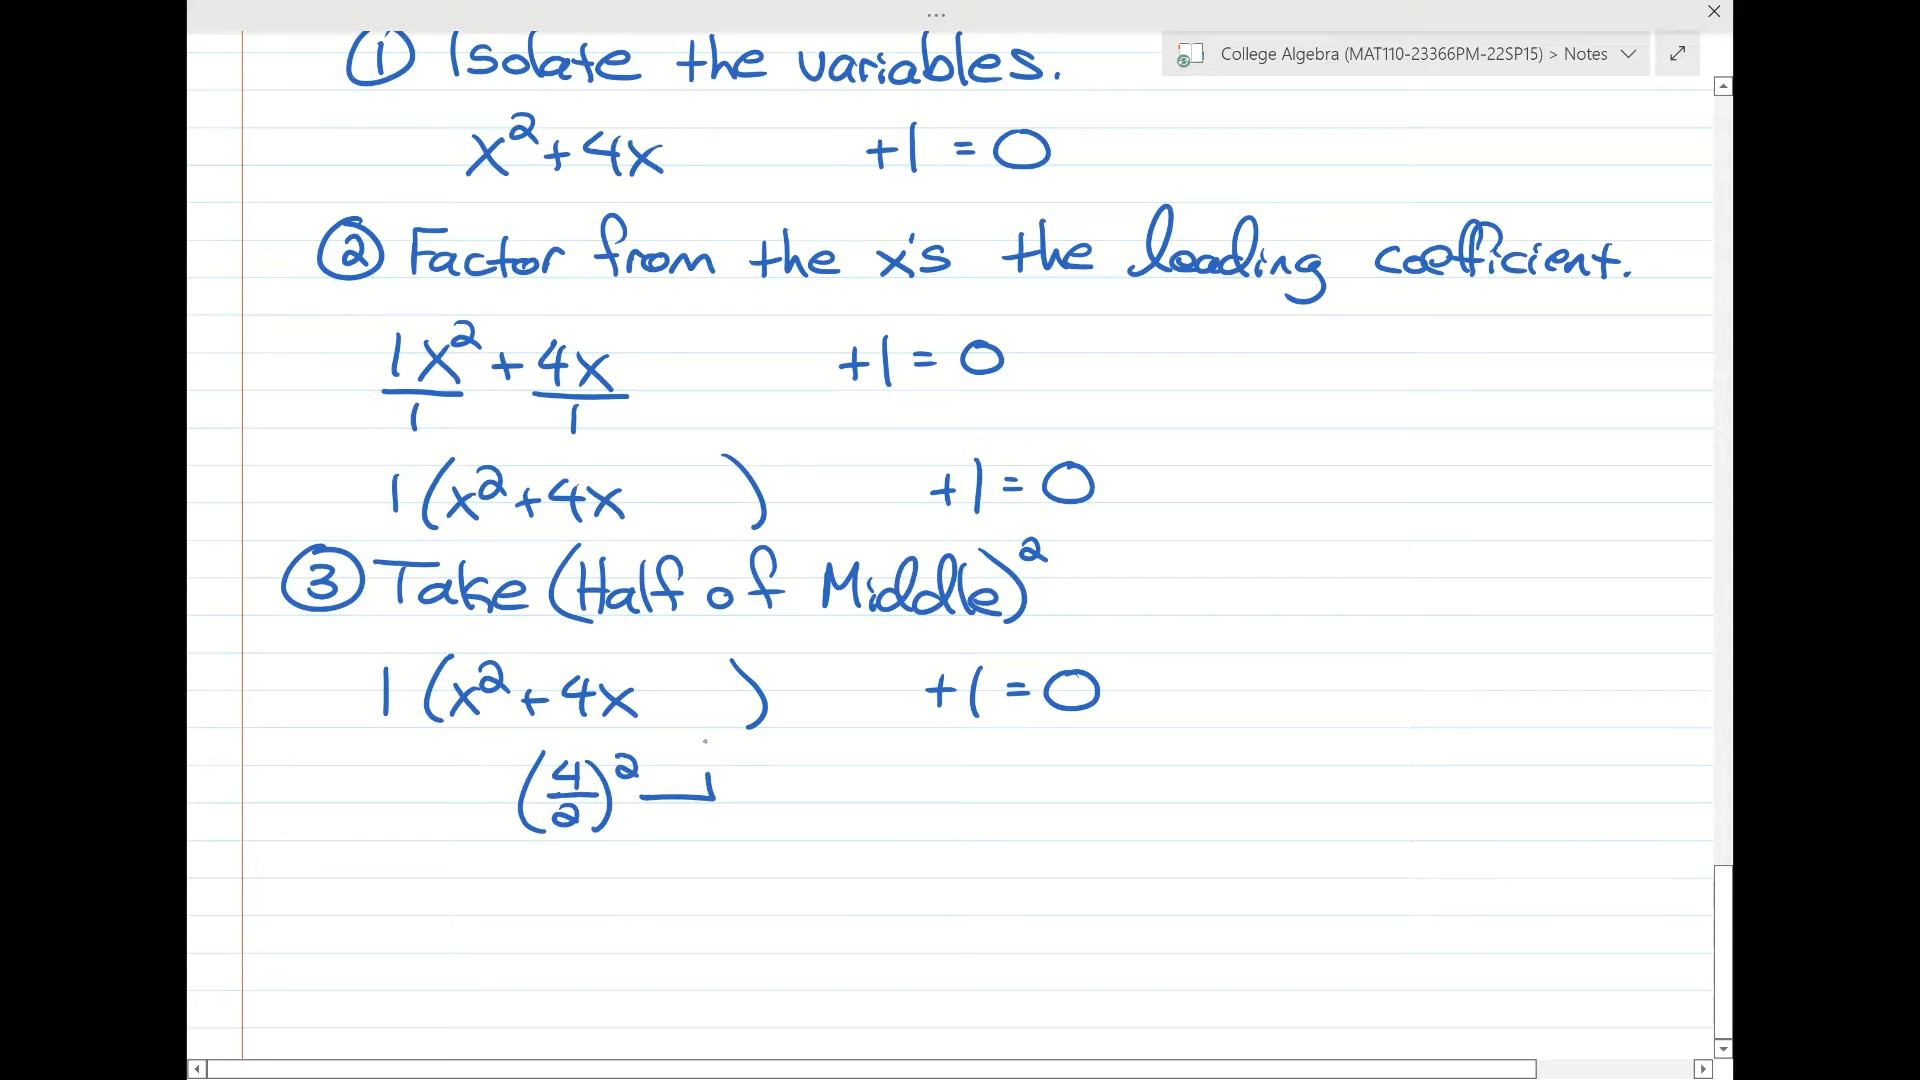 College Algebra (MAT110-23366PM-22SP15) > Notes
① Isolate the variables.
x² + 4x +1 = 0
② Factor from the x's the leading coefficient.
1x² + 4x +1 = 0
1 1
1(x² + 4x ) +1 = 0
③ Take (Half of Middle)²
1(x² + 4x ) +1 = 0
(4/2)²